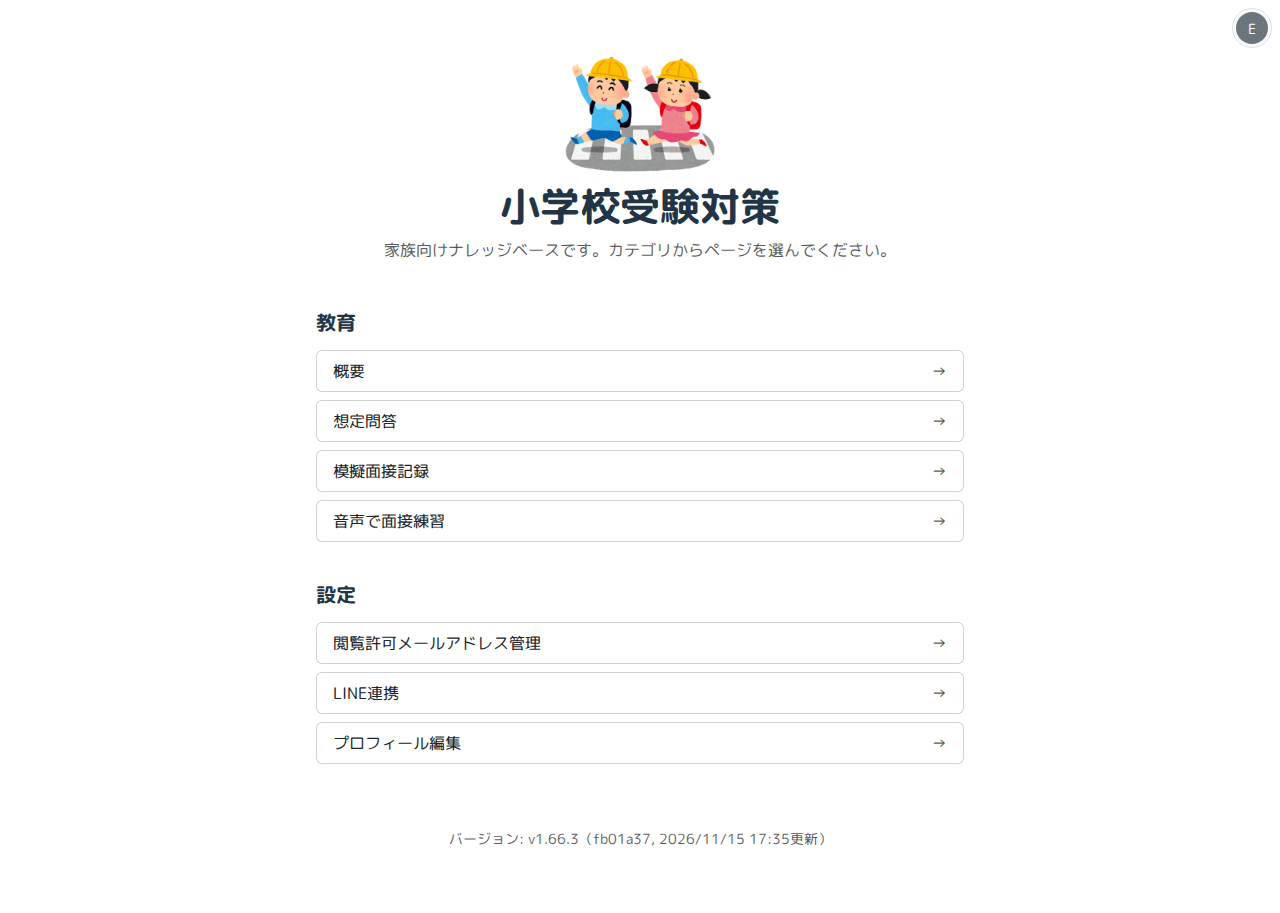 E
小学校受験対策
家族向けナレッジベースです。カテゴリからページを選んでください。
教育
概要 →
想定問答 →
模擬面接記録 →
音声で面接練習 →
設定
閲覧許可メールアドレス管理 →
LINE連携 →
プロフィール編集 →
バージョン: v1.66.3（fb01a37, 2026/11/15 17:35更新）